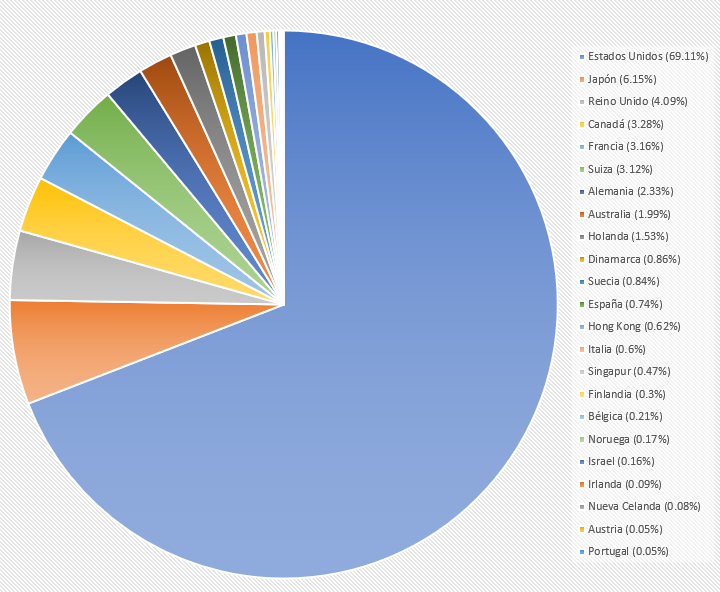 Estados Unidos (69.11%)
Japón (6.15%)
Reino Unido (4.09%)
Canadá (3.28%)
Francia (3.16%)
Suiza (3.12%)
Alemania (2.33%)
Australia (1.99%)
Holanda (1.53%)
Dinamarca (0.86%)
Suecia (0.84%)
España (0.74%)
Hong Kong (0.62%)
Italia (0.6%)
Singapur (0.47%)
Finlandia (0.3%)
Bélgica (0.21%)
Noruega (0.17%)
Israel (0.16%)
Irlanda (0.09%)
Nueva Celanda (0.08%)
Austria (0.05%)
Portugal (0.05%)